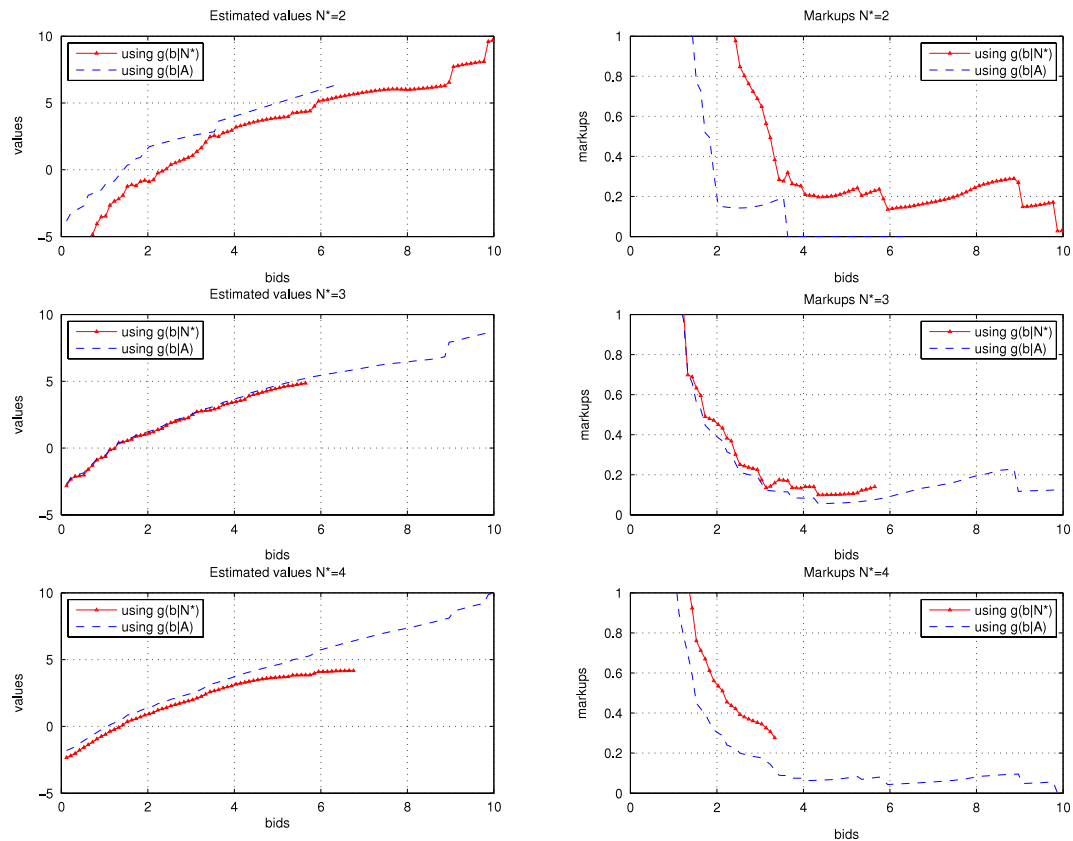 Estimated values N*=2
10
5
0
−5
values
using g(b|N*)
using g(b|A)
0 2 4 6 8 10
bids
Markups N*=2
1
0.8
0.6
0.4
0.2
0
markups
using g(b|N*)
using g(b|A)
0 2 4 6 8 10
bids
Estimated values N*=3
10
5
0
−5
values
using g(b|N*)
using g(b|A)
0 2 4 6 8 10
bids
Markups N*=3
1
0.8
0.6
0.4
0.2
0
markups
using g(b|N*)
using g(b|A)
0 2 4 6 8 10
bids
Estimated values N*=4
10
5
0
−5
values
using g(b|N*)
using g(b|A)
0 2 4 6 8 10
bids
Markups N*=4
1
0.8
0.6
0.4
0.2
0
markups
using g(b|N*)
using g(b|A)
0 2 4 6 8 10
bids